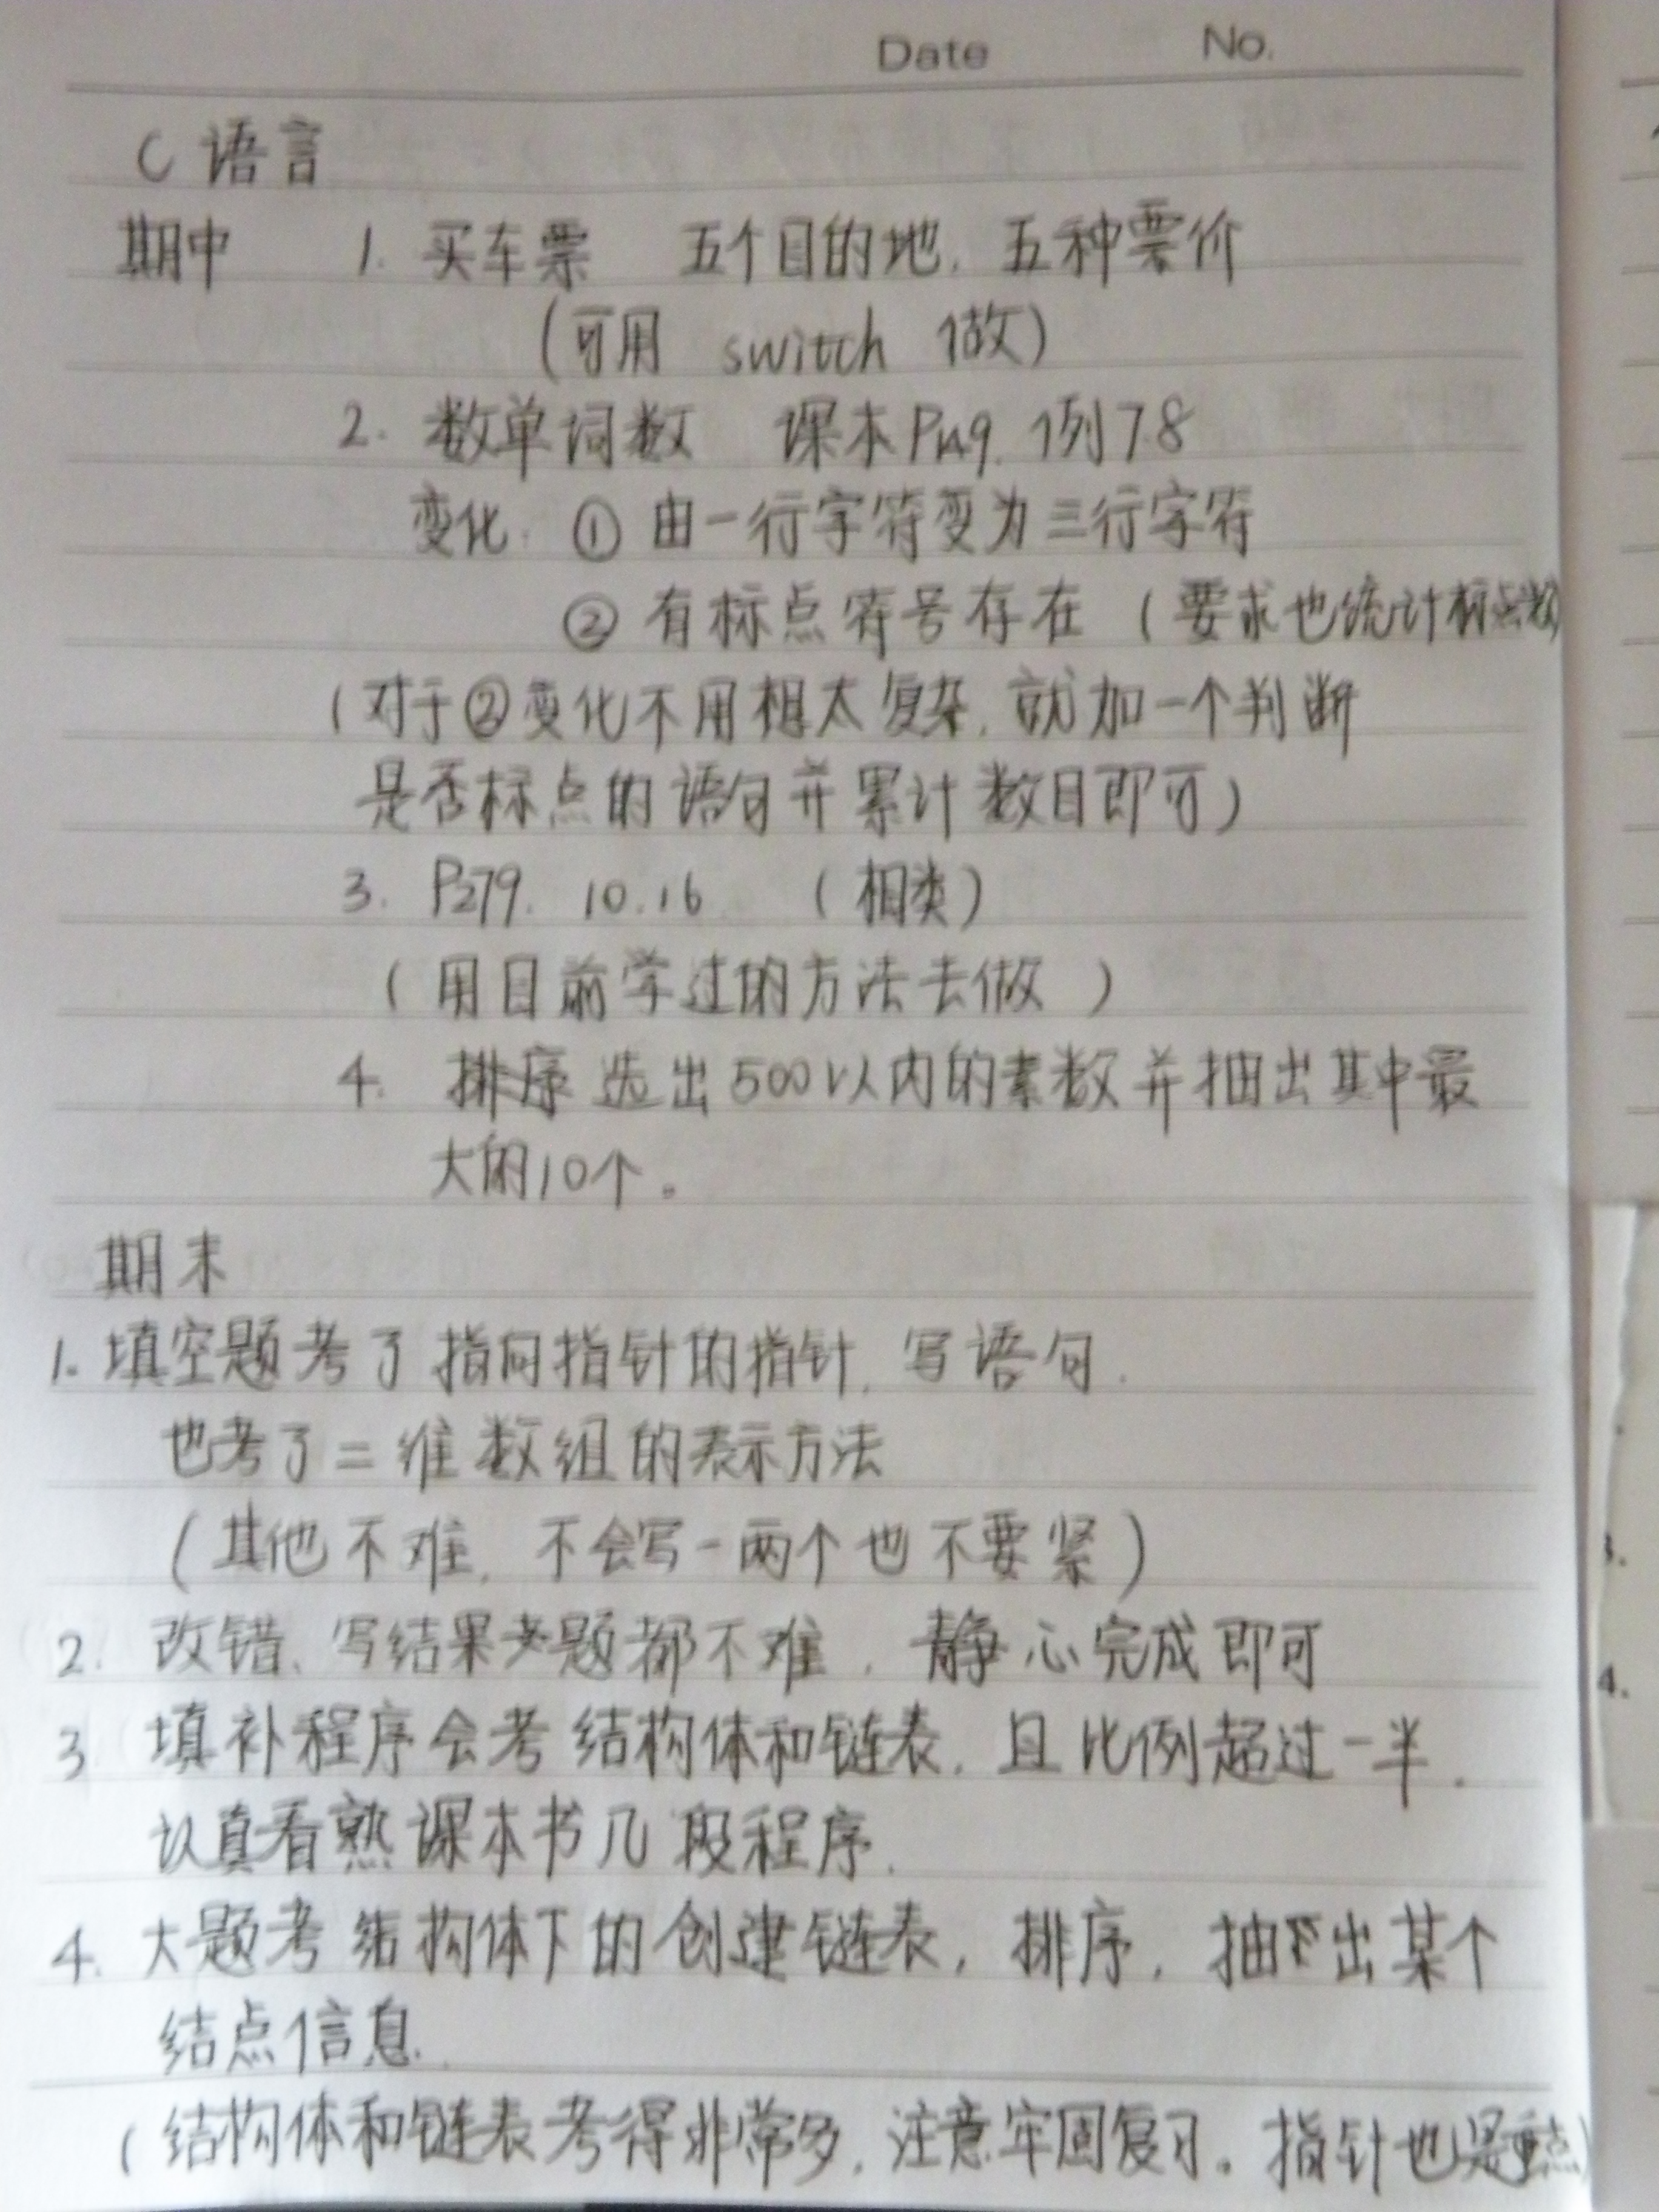 Date No.
C 语言
期中 1. 买车票 五个目的地, 五种票价
(可用 switch 做)
2. 数单词数 课本P149. 例7.8
变化: ① 由一行字符变为三行字符
② 有标点符号存在 (要求也统计标点数)
(对于②变化不用想太复杂, 就加一个判断
是否标点的语句并累计数目即可)
3. P279. 10.16 (相类)
(用目前学过的方法去做)
4. 排序 选出500以内的素数并抽出其中最
大的10个。
期末
1. 填空题考了指向指针的指针, 写语句.
也考了二维数组的表示方法
(其他不难, 不会写一两个也不要紧)
2. 改错、写结果 题都不难, 静心完成即可
3. 填补程序会考结构体和链表, 且比例超过一半.
认真看熟课本书几段程序.
4. 大题考结构体下的创建链表, 排序, 抽出某个
结点信息.
(结构体和链表考得非常多, 注意牢固复习。指针也是重点)
3.
4.